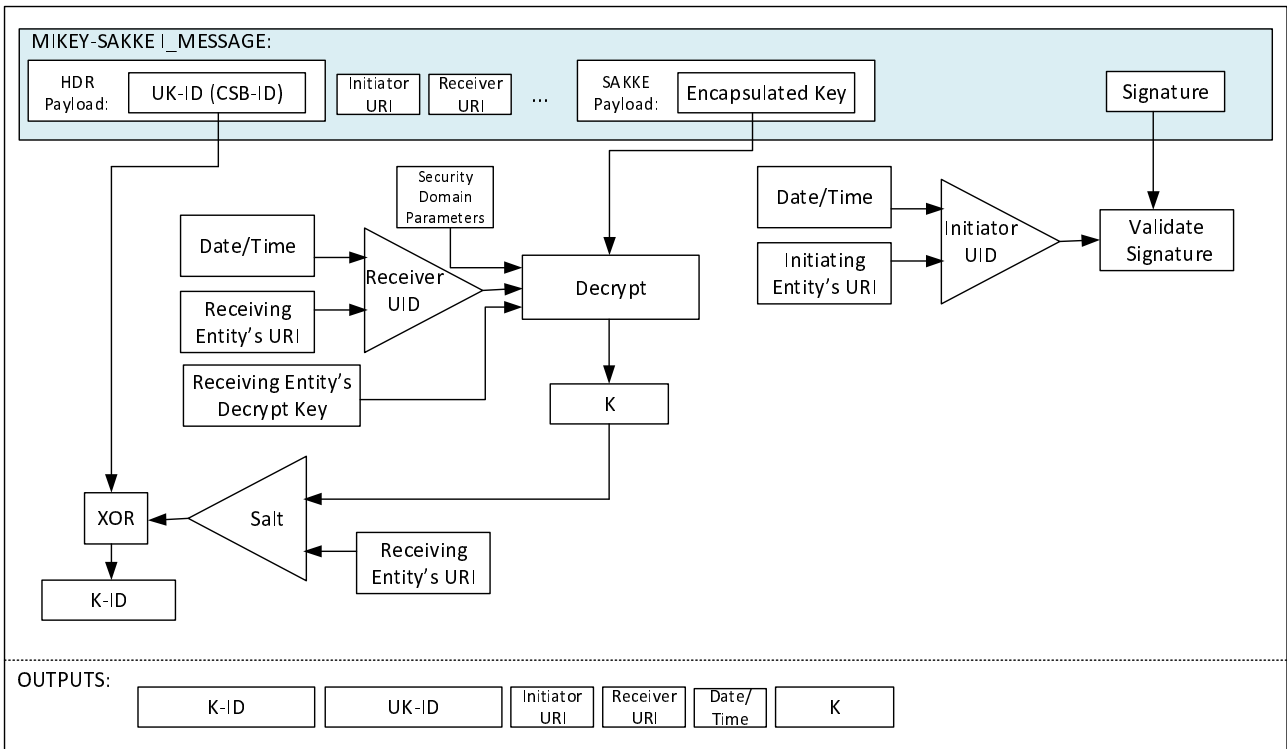 MIKEY-SAKKE I_MESSAGE:
HDR
Payload:
UK-ID (CSB-ID)
Initiator
URI
Receiver
URI
...
SAKKE
Payload:
Encapsulated Key
Signature
Security
Domain
Parameters
Date/Time
Receiving
Entity's URI
Receiver
UID
Receiving Entity's
Decrypt Key
Decrypt
K
Date/Time
Initiating
Entity's URI
Initiator
UID
Validate
Signature
XOR
Salt
Receiving
Entity's URI
K-ID
OUTPUTS:
K-ID
UK-ID
Initiator
URI
Receiver
URI
Date/
Time
K